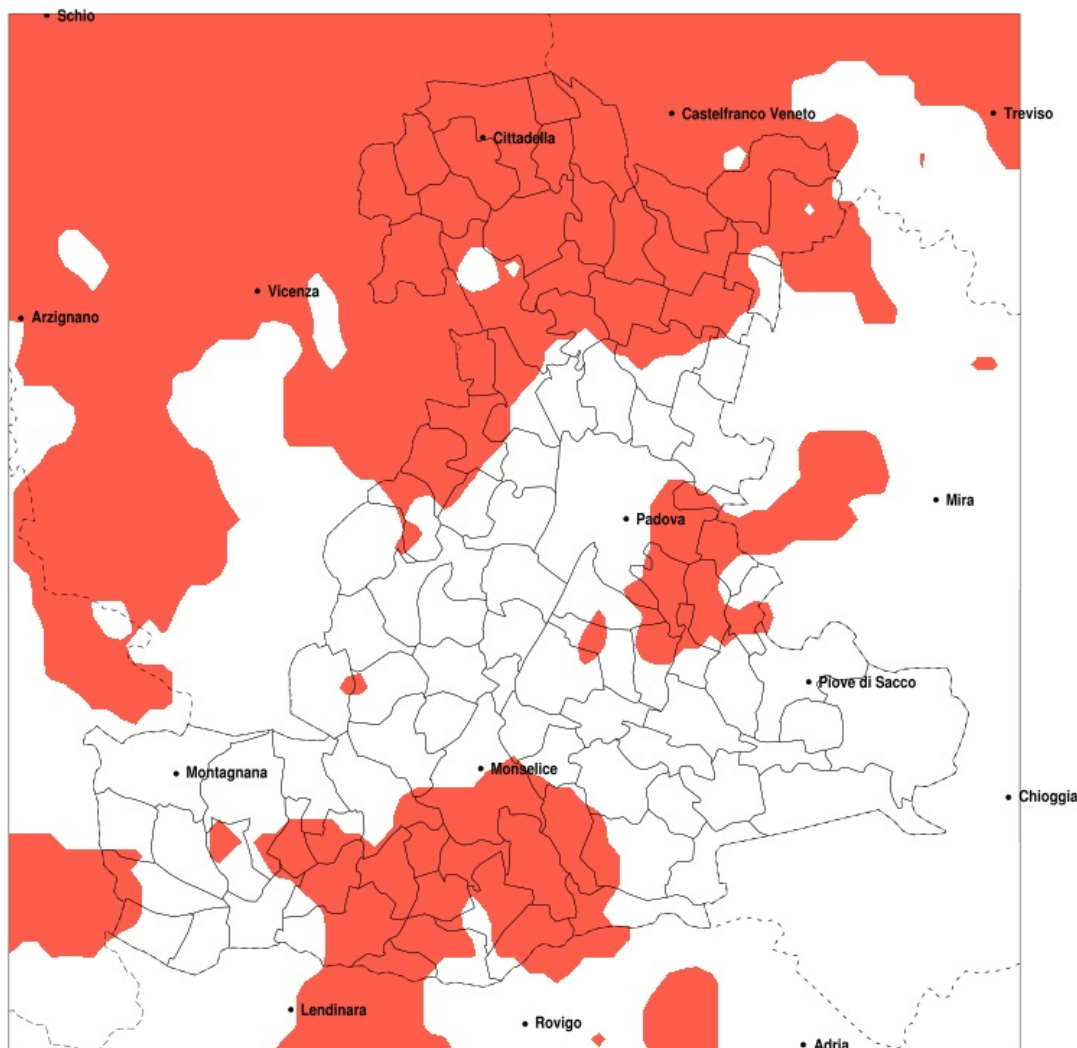 Schio
Castelfranco Veneto
Treviso
Cittadella
Vicenza
Arzignano
Mira
Padova
Piove di Sacco
Monselice
Montagnana
Chioggia
Lendinara
Rovigo
Adria